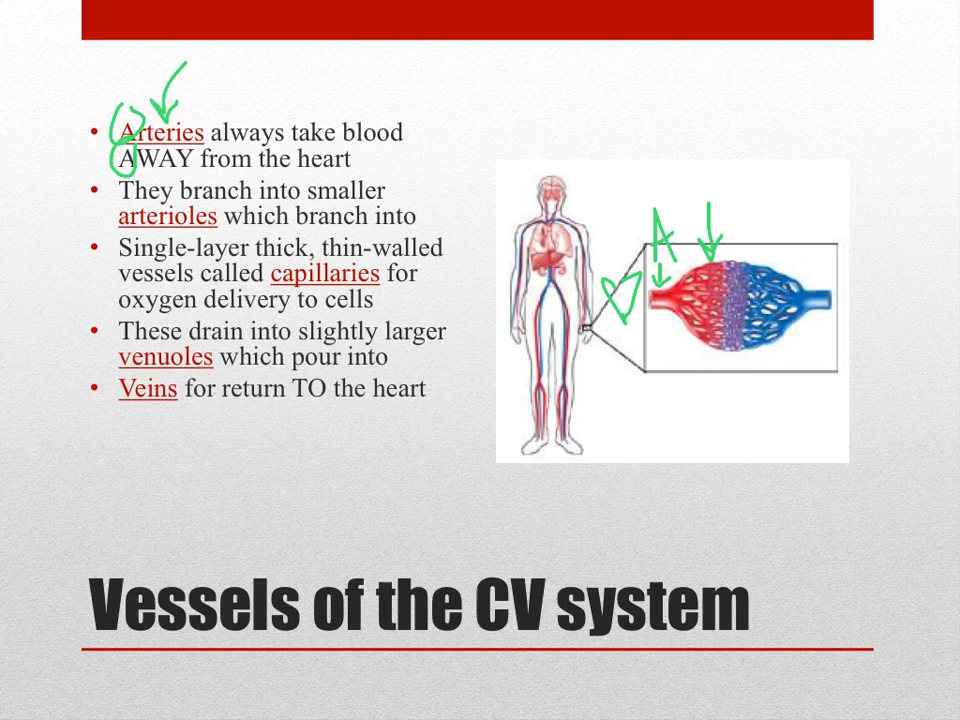 • Arteries always take blood
AWAY from the heart
• They branch into smaller
arterioles which branch into
• Single-layer thick, thin-walled
vessels called capillaries for
oxygen delivery to cells
• These drain into slightly larger
venuoles which pour into
• Veins for return TO the heart
A
Vessels of the CV system